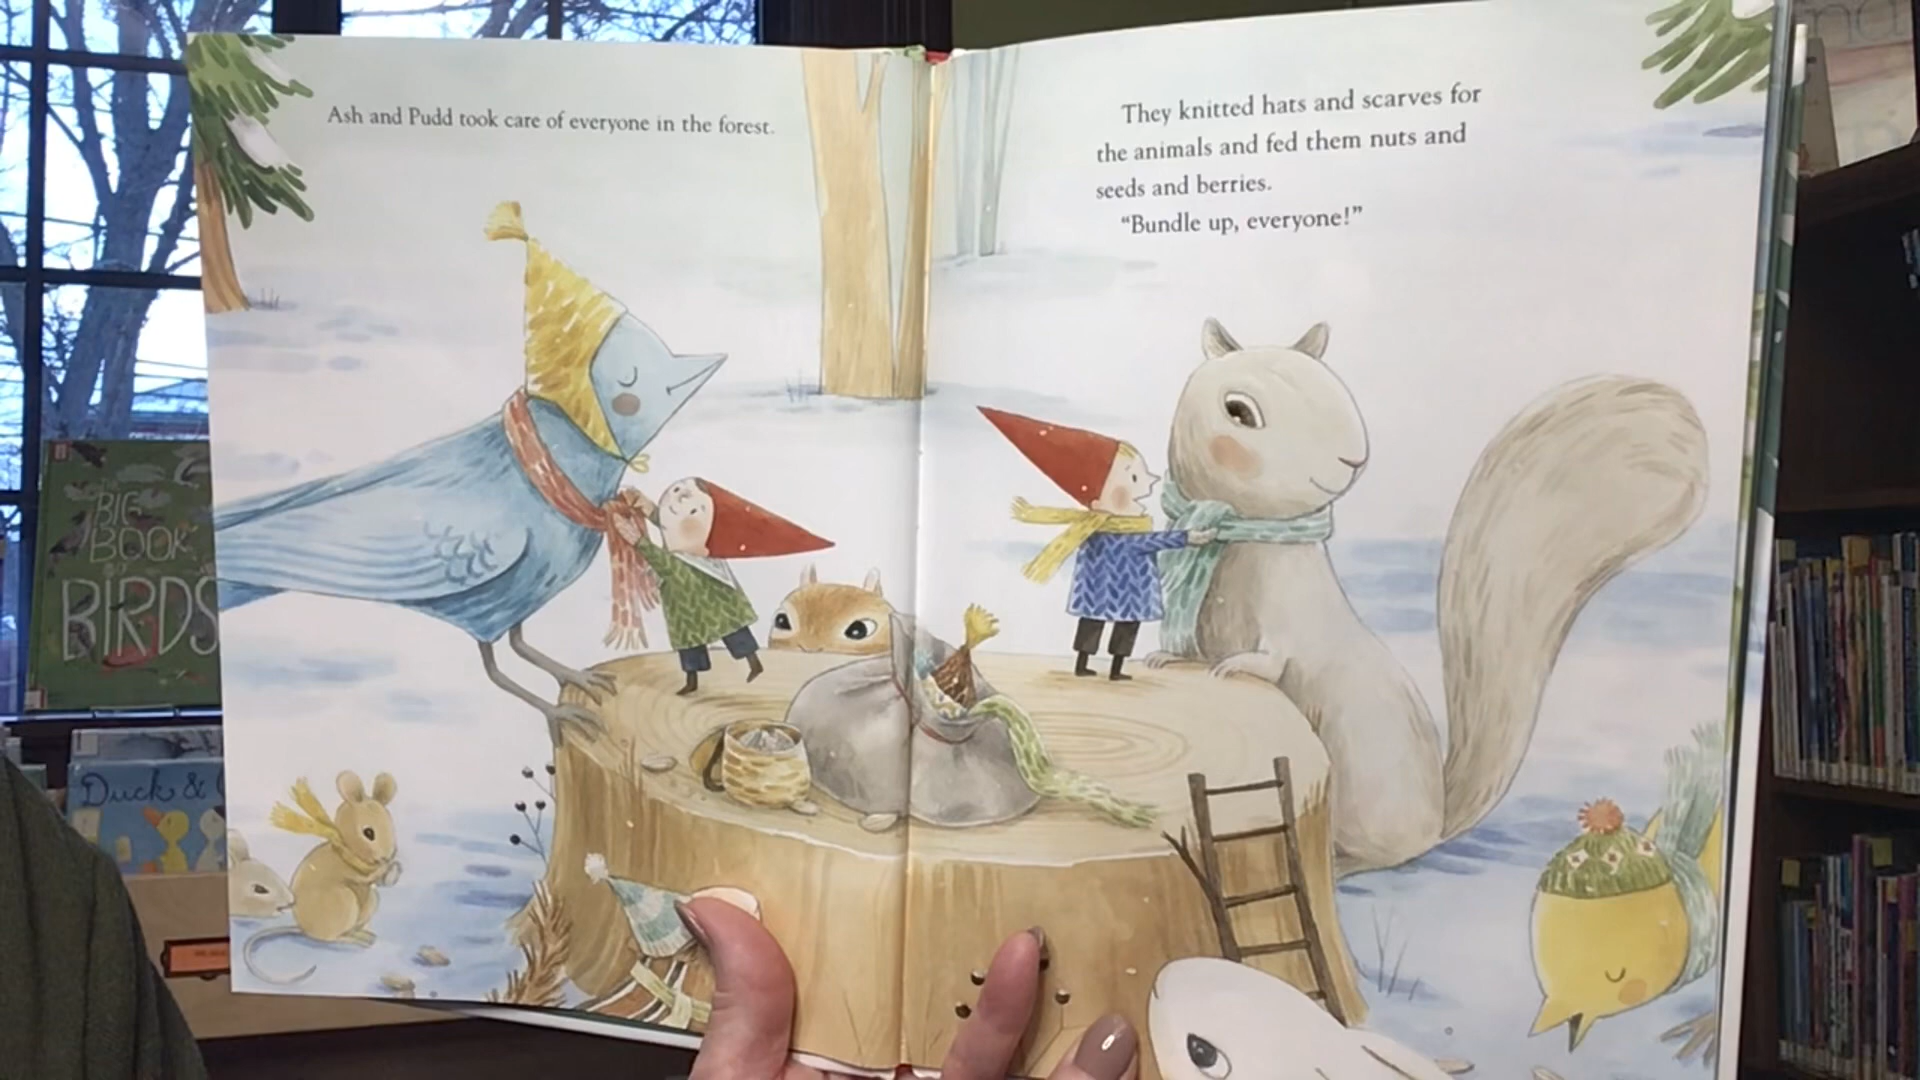 Ash and Pudd took care of everyone in the forest.
They knitted hats and scarves for
the animals and fed them nuts and
seeds and berries.
“Bundle up, everyone!”
BIG
BOOK
BIRDS
Duck &